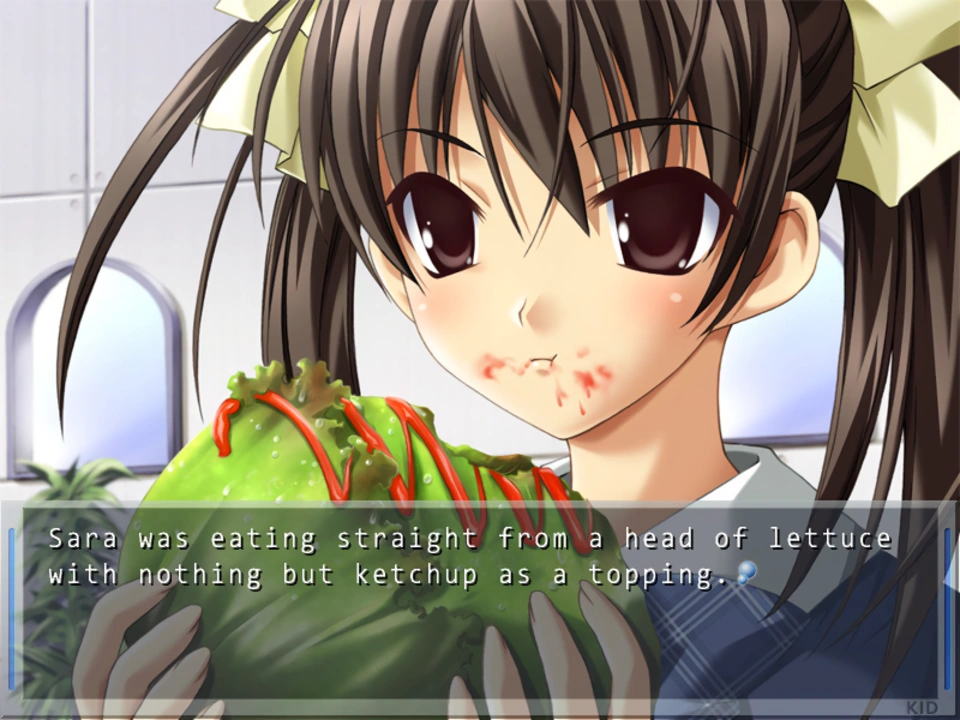 Sara was eating straight from a head of lettuce
with nothing but ketchup as a topping.
KID